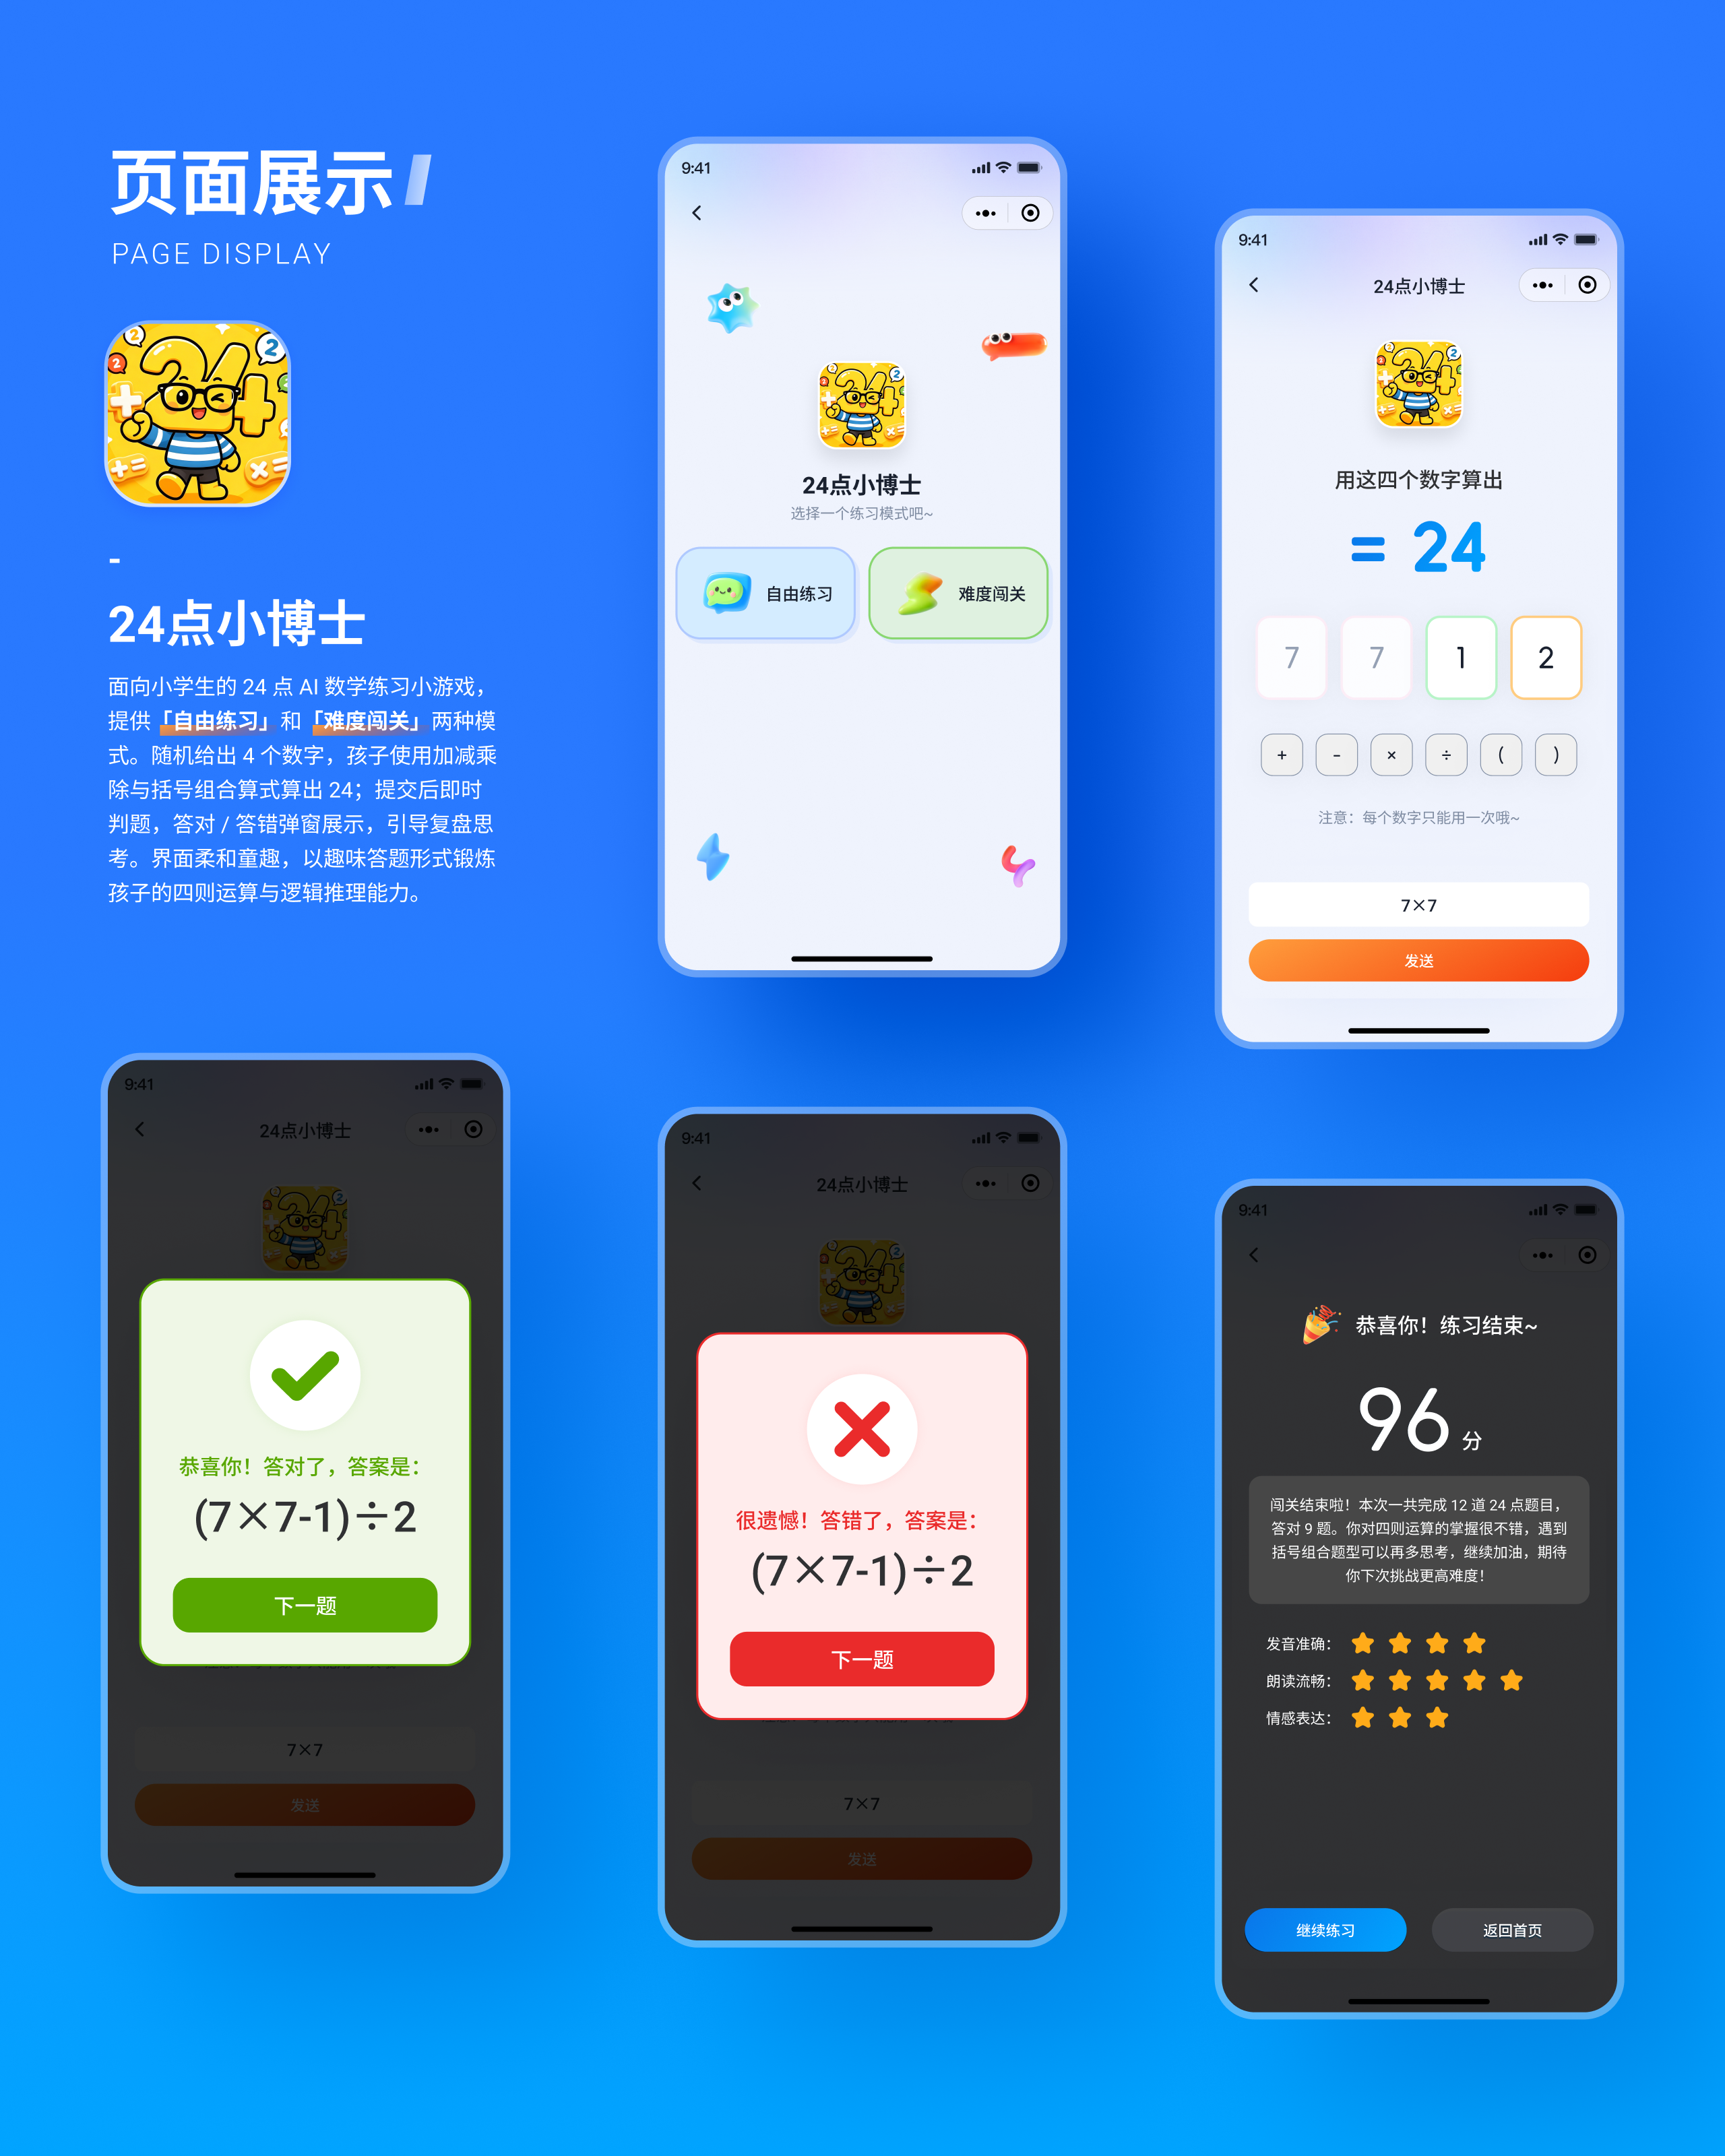 页面展示
PAGE DISPLAY
24点小博士
面向小学生的 24 点 AI 数学练习小游戏，
提供「自由练习」和「难度闯关」两种模
式。随机给出 4 个数字，孩子使用加减乘
除与括号组合算式算出 24；提交后即时
判题，答对 / 答错弹窗展示，引导复盘思
考。界面柔和童趣，以趣味答题形式锻炼
孩子的四则运算与逻辑推理能力。
9:41
24点小博士
选择一个练习模式吧~
自由练习
难度闯关
9:41
24点小博士
用这四个数字算出
= 24
7 7 1 2
+ - × ÷ ( )
注意：每个数字只能用一次哦~
7×7
发送
9:41
24点小博士
恭喜你！答对了，答案是：
(7×7-1)÷2
下一题
7×7
发送
9:41
24点小博士
很遗憾！答错了，答案是：
(7×7-1)÷2
下一题
7×7
发送
9:41
恭喜你！练习结束~
96 分
闯关结束啦！本次一共完成 12 道 24 点题目，
答对 9 题。你对四则运算的掌握很不错，遇到
括号组合题型可以再多思考，继续加油，期待
你下次挑战更高难度！
发音准确：
朗读流畅：
情感表达：
继续练习
返回首页